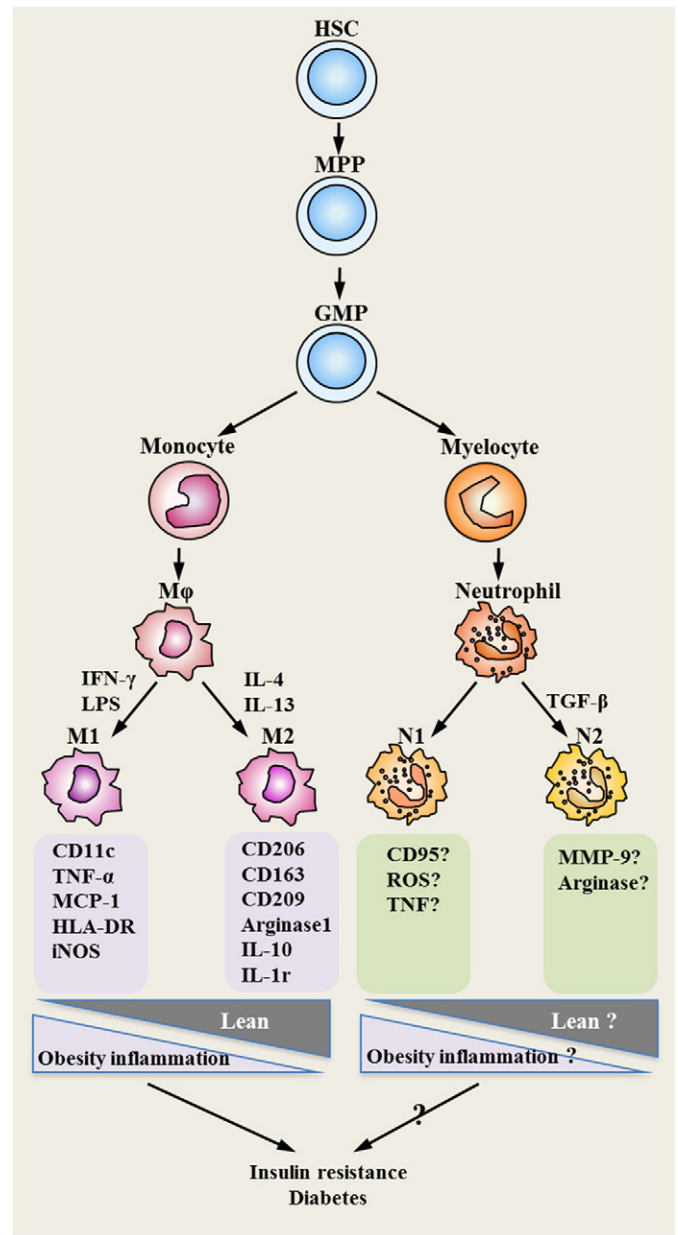 HSC
MPP
GMP
Monocyte
Myelocyte
Mφ
Neutrophil
IFN-γ
LPS
IL-4
IL-13
TGF-β
M1
M2
N1
N2
CD11c
TNF-α
MCP-1
HLA-DR
iNOS
CD206
CD163
CD209
Arginase1
IL-10
IL-1r
CD95?
ROS?
TNF?
MMP-9?
Arginase?
Lean
Obesity inflammation
Lean ?
Obesity inflammation ?
?
Insulin resistance
Diabetes